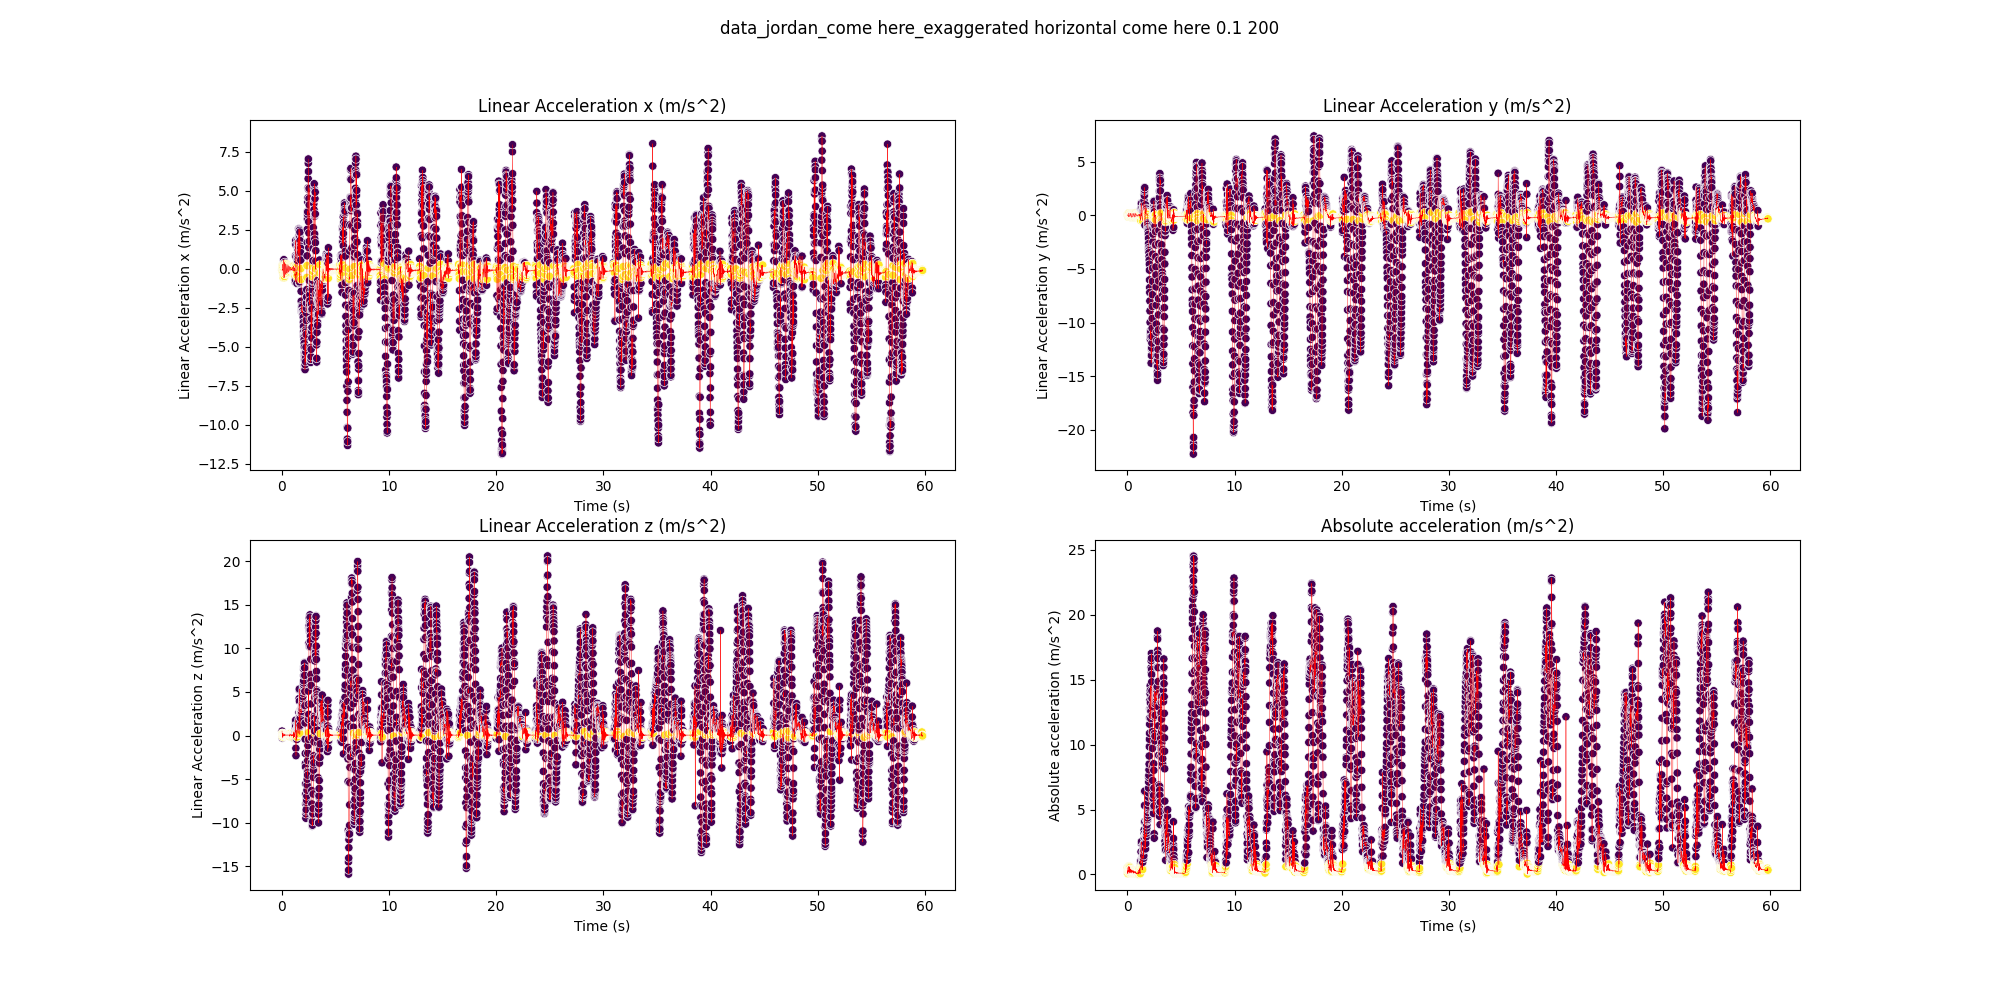 data_jordan_come here_exaggerated horizontal come here 0.1 200
Linear Acceleration x (m/s^2)
Linear Acceleration x (m/s^2)
7.5
5.0
2.5
0.0
−2.5
−5.0
−7.5
−10.0
−12.5
0 10 20 30 40 50 60
Time (s)
Linear Acceleration y (m/s^2)
Linear Acceleration y (m/s^2)
5
0
−5
−10
−15
−20
0 10 20 30 40 50 60
Time (s)
Linear Acceleration z (m/s^2)
Linear Acceleration z (m/s^2)
20
15
10
5
0
−5
−10
−15
0 10 20 30 40 50 60
Time (s)
Absolute acceleration (m/s^2)
Absolute acceleration (m/s^2)
25
20
15
10
5
0
0 10 20 30 40 50 60
Time (s)